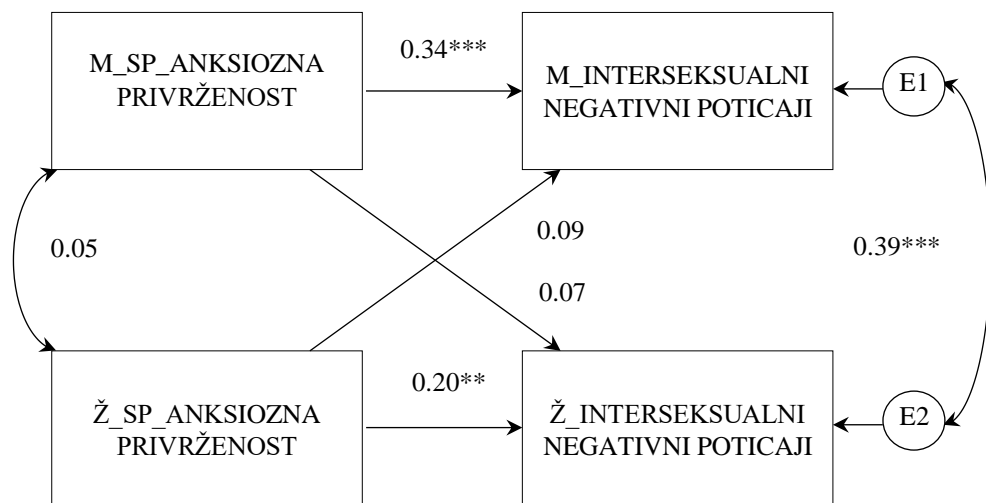 M_SP_ANKSIOZNA
PRIVRŽENOST
0.34***
M_INTERSEKSUALNI
NEGATIVNI POTICAJI
E1
0.05
0.09
0.39***
0.07
Ž_SP_ANKSIOZNA
PRIVRŽENOST
0.20**
Ž_INTERSEKSUALNI
NEGATIVNI POTICAJI
E2